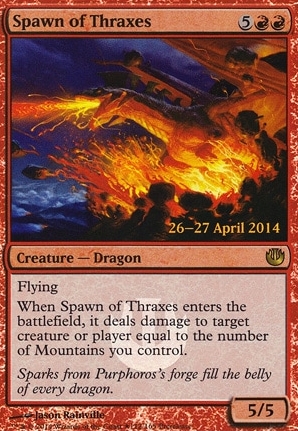 Spawn of Thraxes 5
26–27 April 2014
Creature — Dragon
Flying
When Spawn of Thraxes enters the
battlefield, it deals damage to target
creature or player equal to the number
of Mountains you control.
Sparks from Purphoros's forge fill the belly
of every dragon.
Jason Rainville
5/5